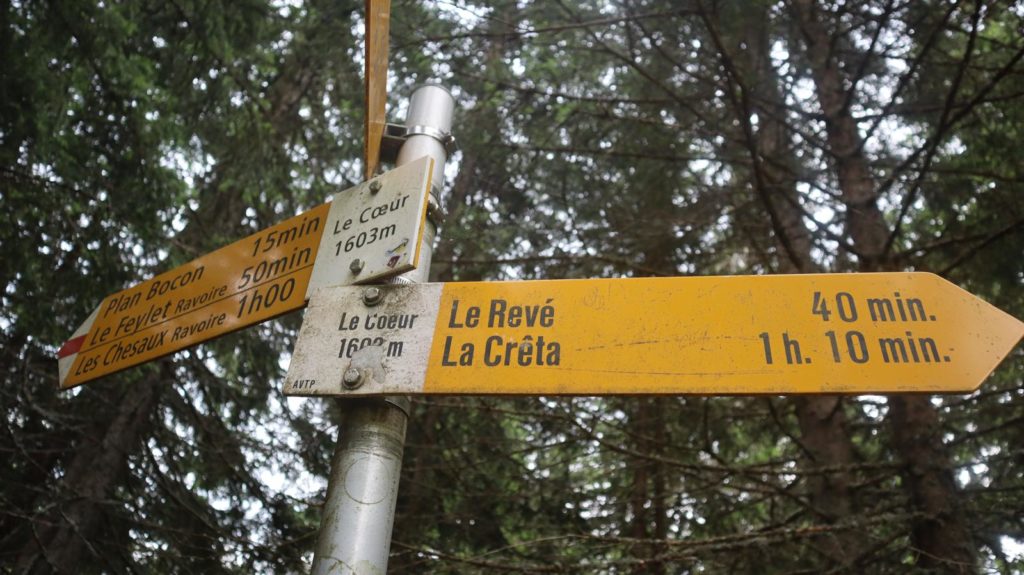 Plan Bocon 15min
Le Feylet Ravoire 50min
Les Chesaux Ravoire 1h00
Le Cœur
1603m
Le Coeur
m
AVTP
Le Revé 40 min.
La Crêta 1 h. 10 min.